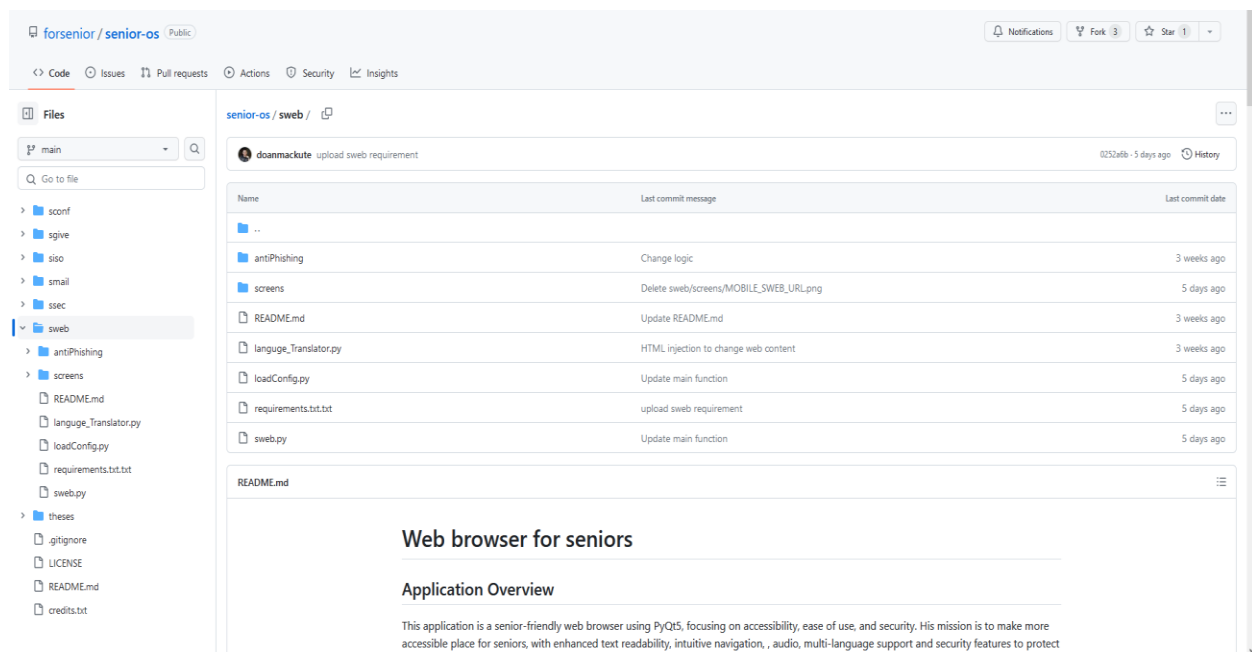 forsenior / senior-os Public
Notifications Fork 3 Star 1
<> Code Issues Pull requests Actions Security Insights
Files
main
Go to file
sconf
sgive
siso
smail
ssec
sweb
antiPhishing
screens
README.md
languge_Translator.py
loadConfig.py
requirements.txt.txt
sweb.py
theses
.gitignore
LICENSE
README.md
credits.txt
senior-os / sweb /
doanmackute upload sweb requirement 0252a6b · 5 days ago History
Name Last commit message Last commit date
..
antiPhishing Change logic 3 weeks ago
screens Delete sweb/screens/MOBILE_SWEB_URL.png 5 days ago
README.md Update README.md 3 weeks ago
languge_Translator.py HTML injection to change web content 3 weeks ago
loadConfig.py Update main function 5 days ago
requirements.txt.txt upload sweb requirement 5 days ago
sweb.py Update main function 5 days ago
README.md
Web browser for seniors
Application Overview
This application is a senior-friendly web browser using PyQt5, focusing on accessibility, ease of use, and security. His mission is to make more
accessible place for seniors, with enhanced text readability, intuitive navigation, , audio, multi-language support and security features to protect